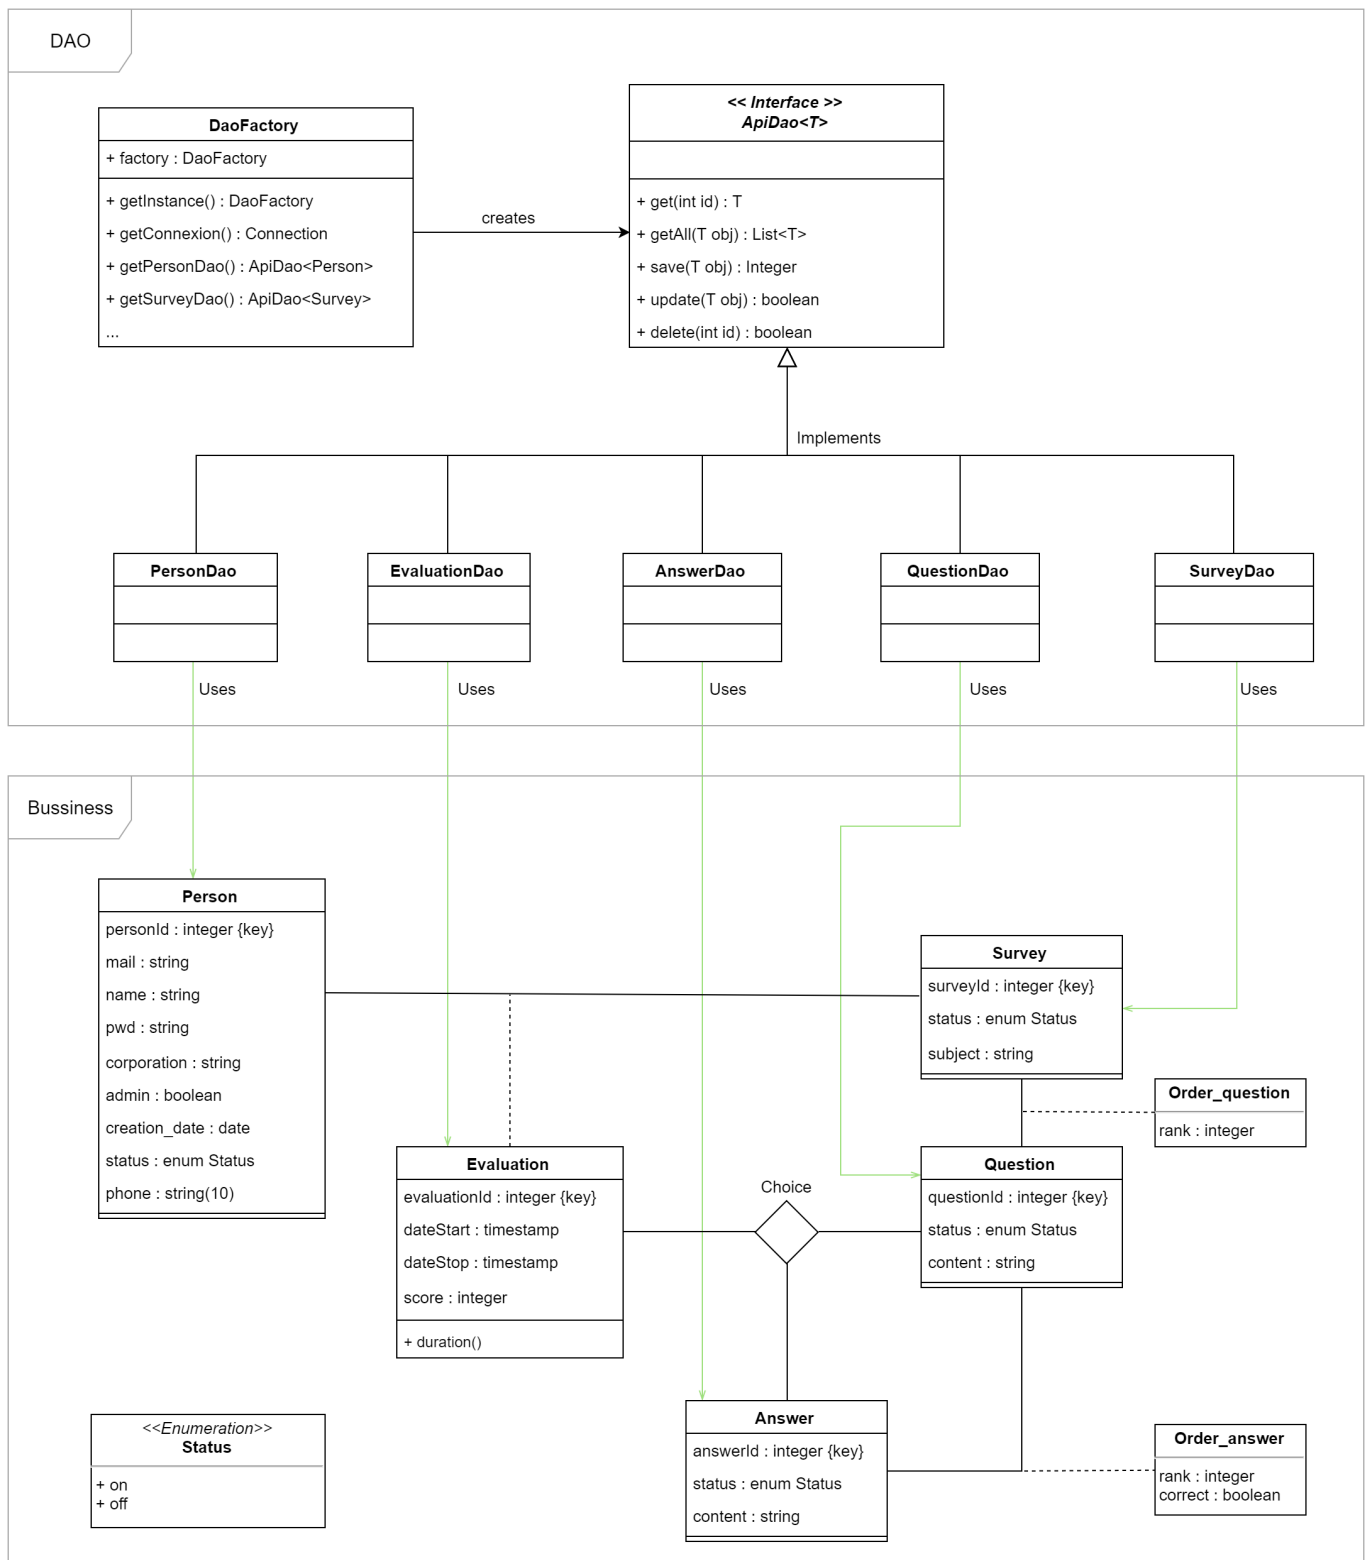 DAO
DaoFactory
+ factory : DaoFactory
+ getInstance() : DaoFactory
+ getConnexion() : Connection
+ getPersonDao() : ApiDao<Person>
+ getSurveyDao() : ApiDao<Survey>
...
creates
<< Interface >>
ApiDao<T>
+ get(int id) : T
+ getAll(T obj) : List<T>
+ save(T obj) : Integer
+ update(T obj) : boolean
+ delete(int id) : boolean
Implements
PersonDao
EvaluationDao
AnswerDao
QuestionDao
SurveyDao
Uses
Uses
Uses
Uses
Uses
Bussiness
Person
personId : integer {key}
mail : string
name : string
pwd : string
corporation : string
admin : boolean
creation_date : date
status : enum Status
phone : string(10)
Survey
surveyId : integer {key}
status : enum Status
subject : string
Order_question
rank : integer
Evaluation
evaluationId : integer {key}
dateStart : timestamp
dateStop : timestamp
score : integer
+ duration()
Choice
Question
questionId : integer {key}
status : enum Status
content : string
<<Enumeration>>
Status
+ on
+ off
Answer
answerId : integer {key}
status : enum Status
content : string
Order_answer
rank : integer
correct : boolean